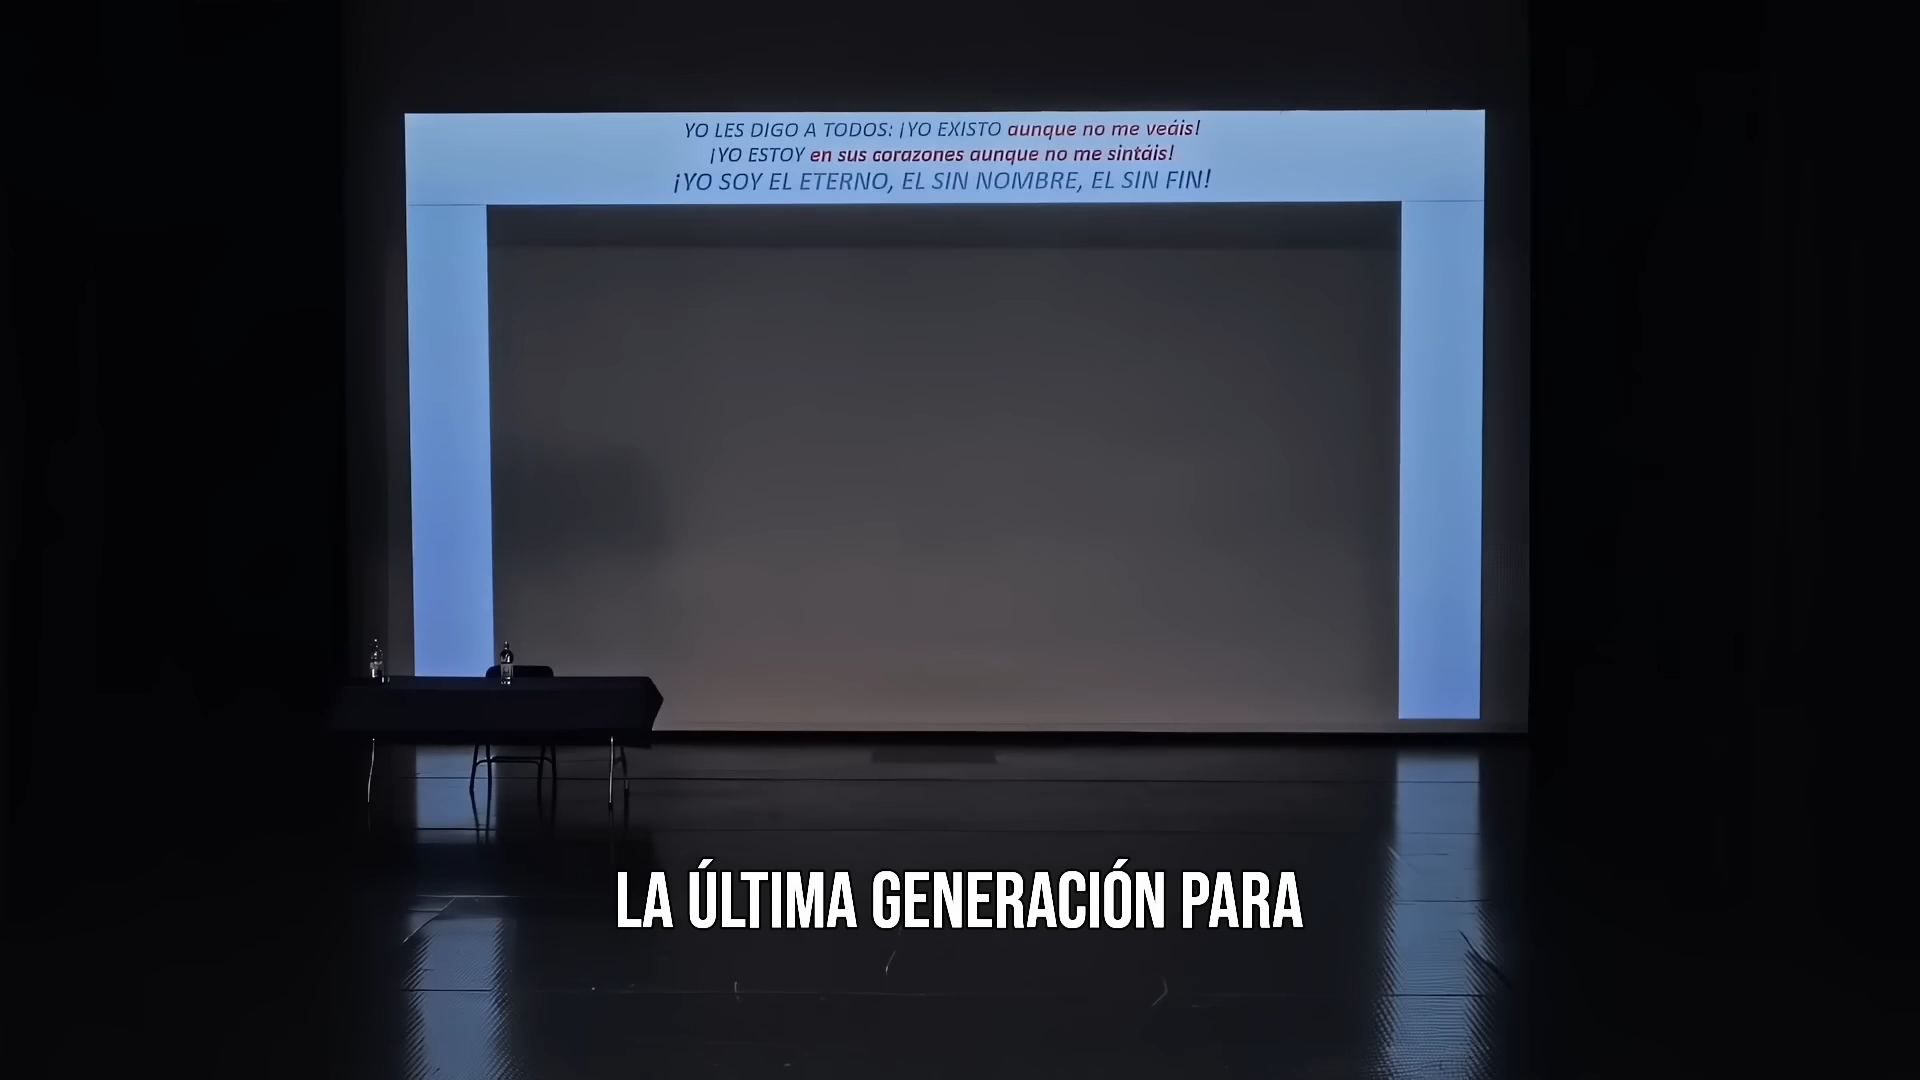 YO LES DIGO A TODOS: ¡YO EXISTO aunque no me veáis!
¡YO ESTOY en sus corazones aunque no me sintáis!
¡YO SOY EL ETERNO, EL SIN NOMBRE, EL SIN FIN!
LA ÚLTIMA GENERACIÓN PARA